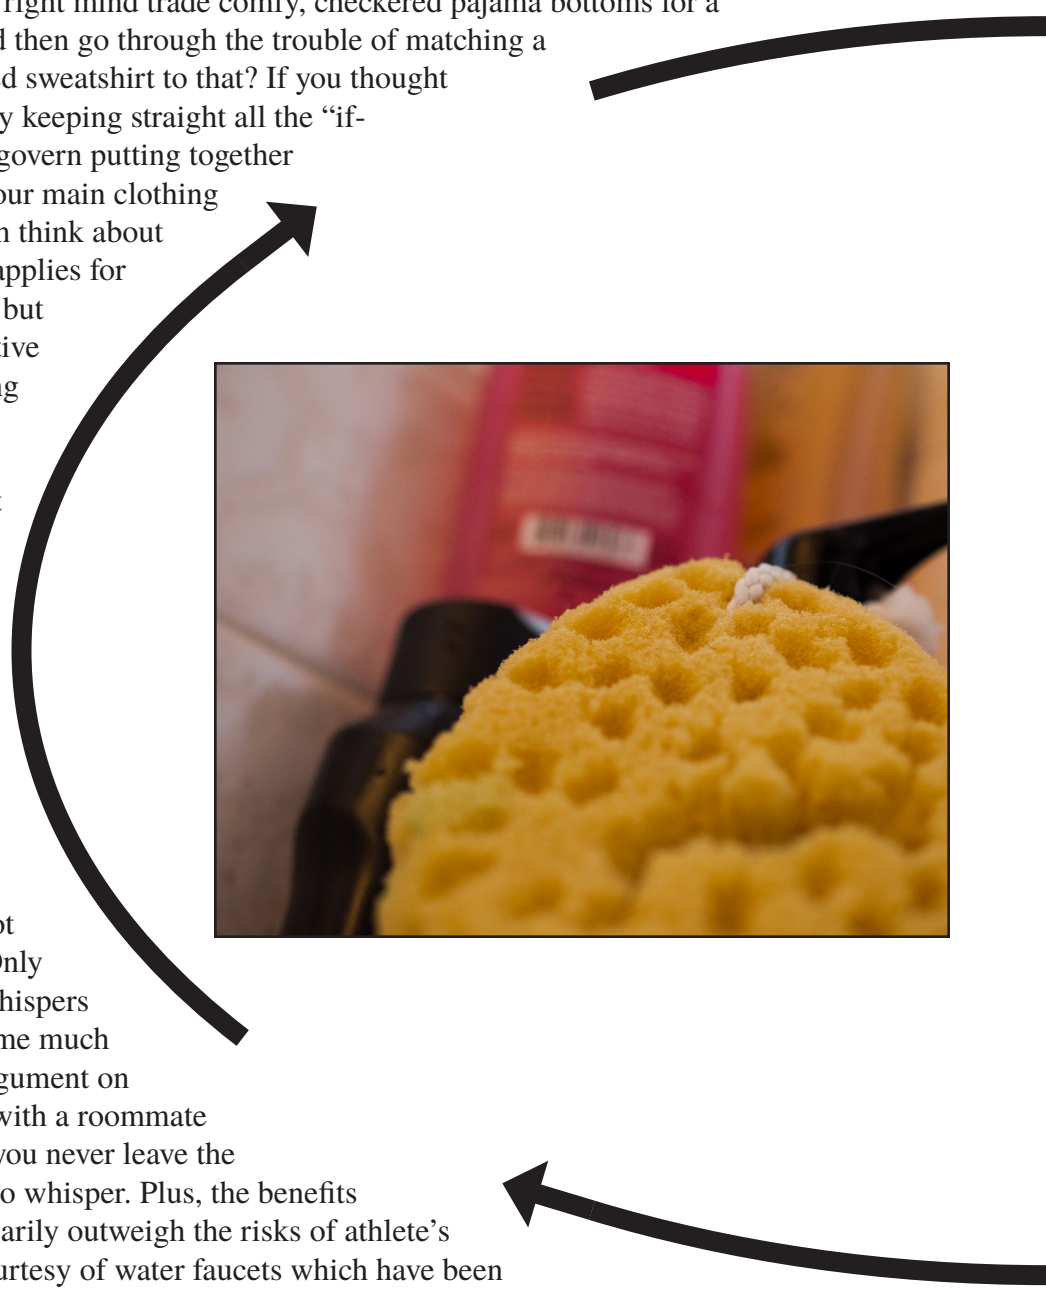 right mind trade comfy, checkered pajama bottoms for a
then go through the trouble of matching a
sweatshirt to that? If you thought
keeping straight all the “if-
govern putting together
our main clothing
think about
applies for
but
tive
ng
t
ot
Only
hispers
me much
gument on
with a roommate
you never leave the
to whisper. Plus, the benefits
arily outweigh the risks of athlete’s
urtesy of water faucets which have been